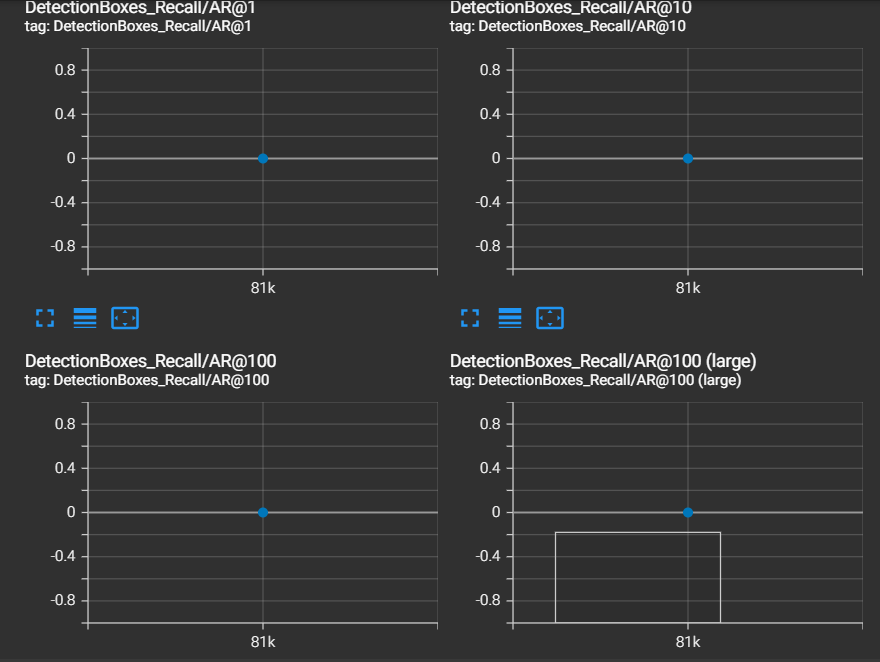 DetectionBoxes_Recall/AR@1
tag: DetectionBoxes_Recall/AR@1
0.8
0.4
0
-0.4
-0.8
81k
DetectionBoxes_Recall/AR@10
tag: DetectionBoxes_Recall/AR@10
0.8
0.4
0
-0.4
-0.8
81k
DetectionBoxes_Recall/AR@100
tag: DetectionBoxes_Recall/AR@100
0.8
0.4
0
-0.4
-0.8
81k
DetectionBoxes_Recall/AR@100 (large)
tag: DetectionBoxes_Recall/AR@100 (large)
0.8
0.4
0
-0.4
-0.8
81k